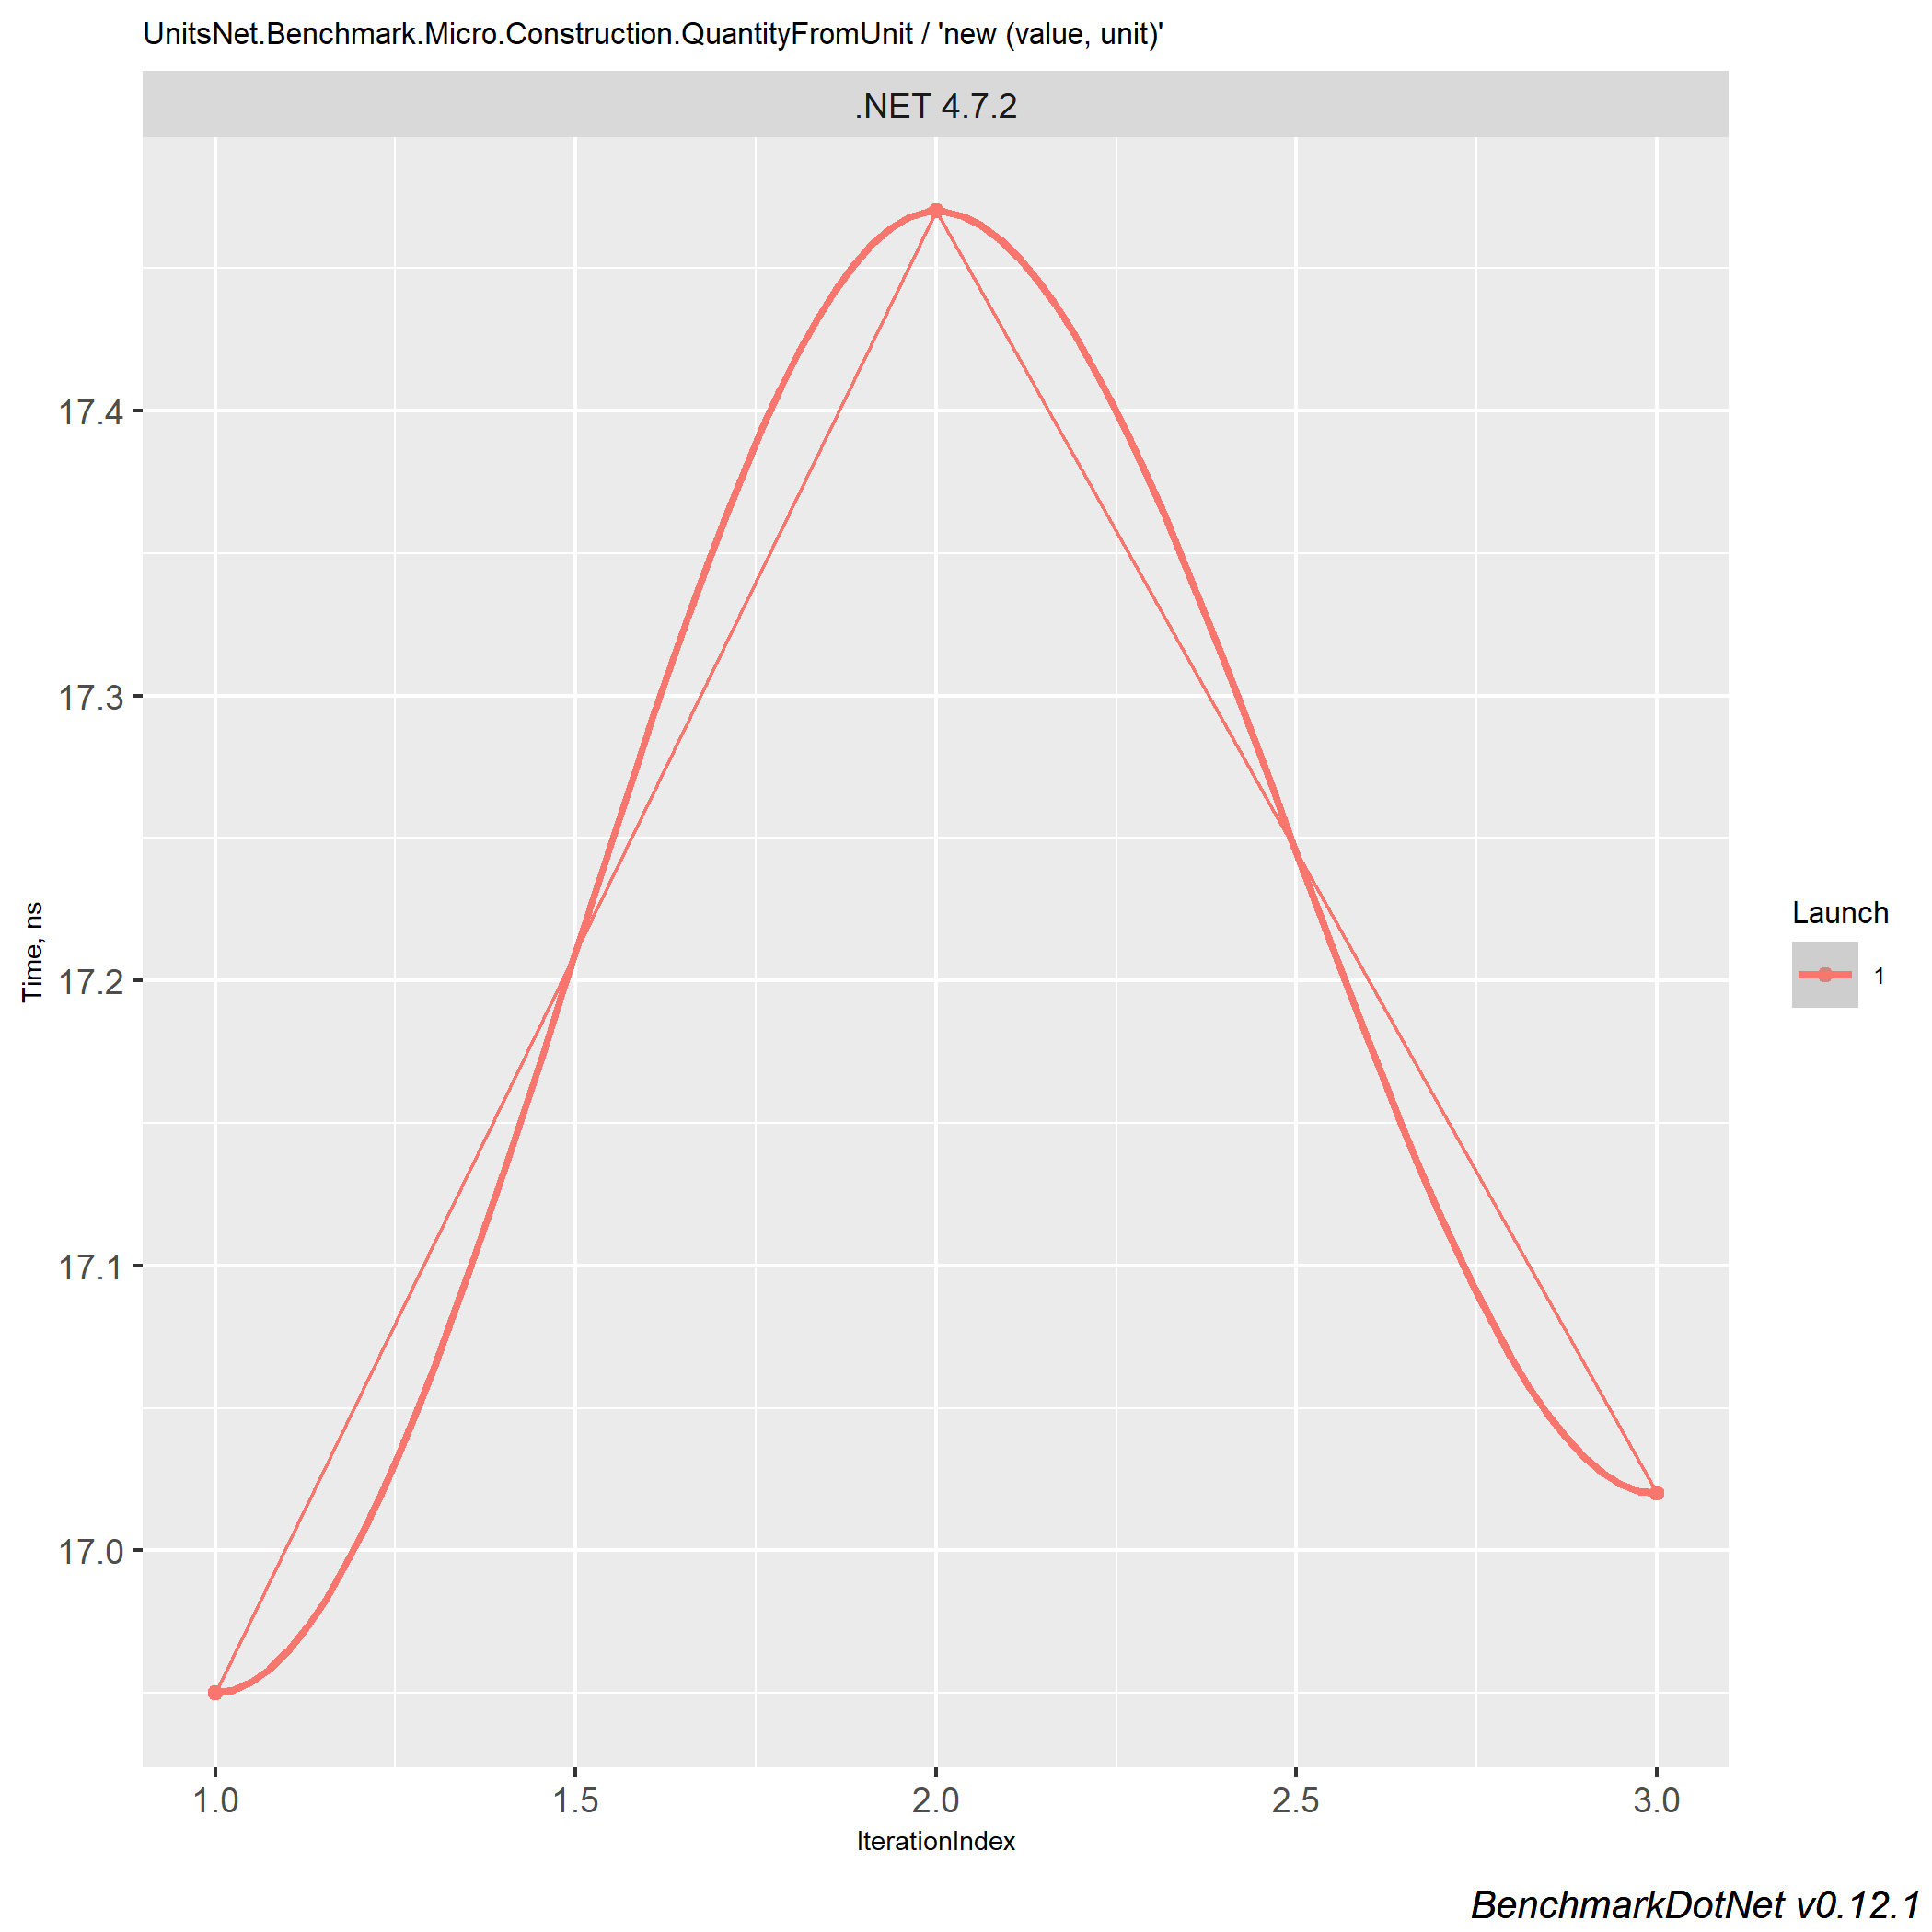 UnitsNet.Benchmark.Micro.Construction.QuantityFromUnit / 'new (value, unit)'
.NET 4.7.2
17.4
17.3
17.2
17.1
17.0
Time, ns
1.0 1.5 2.0 2.5 3.0
IterationIndex
Launch
1
BenchmarkDotNet v0.12.1